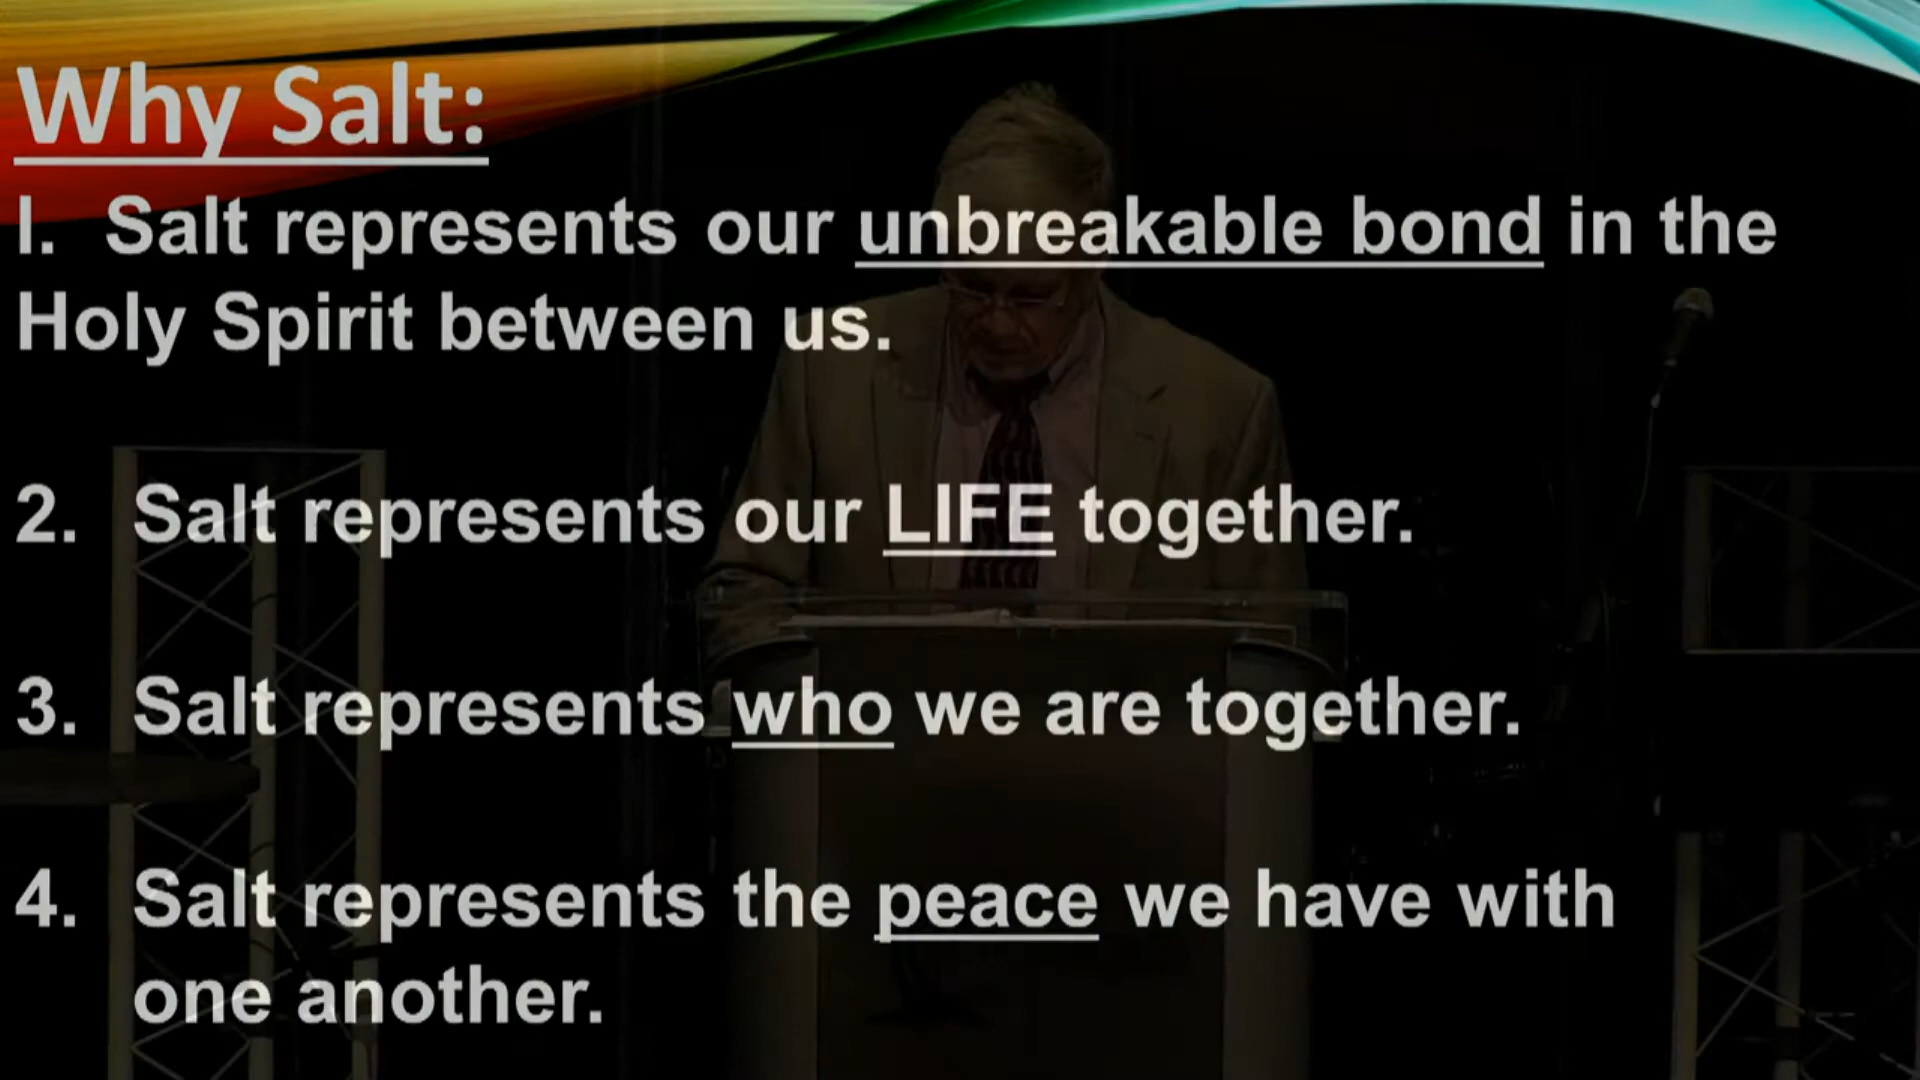 Why Salt:
I. Salt represents our unbreakable bond in the
Holy Spirit between us.
2. Salt represents our LIFE together.
3. Salt represents who we are together.
4. Salt represents the peace we have with
one another.